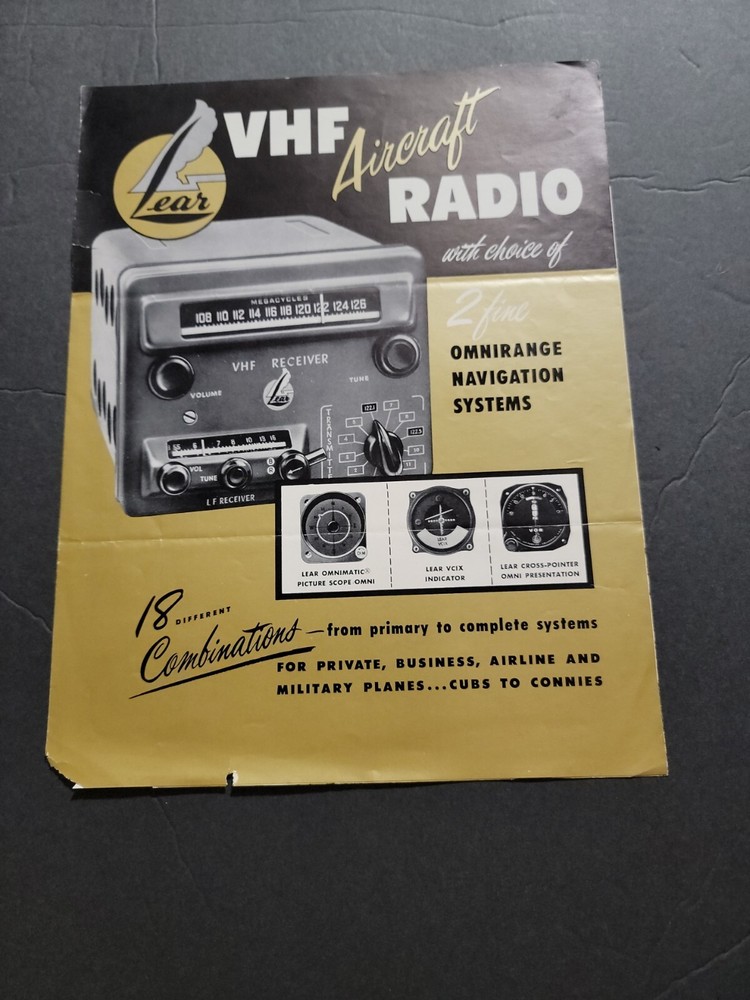 Lear
VHF
Aircraft
RADIO
with choice of
2 fine
OMNIRANGE
NAVIGATION
SYSTEMS
MEGACYCLES
108 110 112 114 116 118 120 122 124 126
VHF RECEIVER
VOLUME
TUNE
Lear
TRANSMITTE
122.1
7
122.5
VOL
TUNE
B
R
LF RECEIVER
LEAR OMNIMATIC®
PICTURE SCOPE OMNI
LEAR VCIX
INDICATOR
LEAR CROSS-POINTER
OMNI PRESENTATION
18 DIFFERENT
Combinations—from primary to complete systems
FOR PRIVATE, BUSINESS, AIRLINE AND
MILITARY PLANES...CUBS TO CONNIES